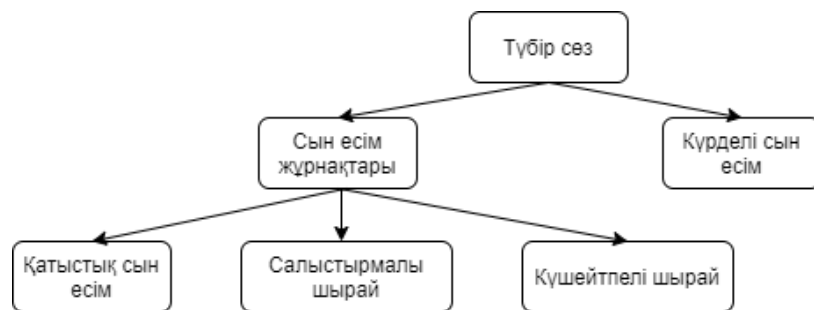 Түбір сөз
Сын есім
жұрнақтары
Күрделі сын
есім
Қатыстық сын
есім
Салыстырмалы
шырай
Күшейтпелі шырай